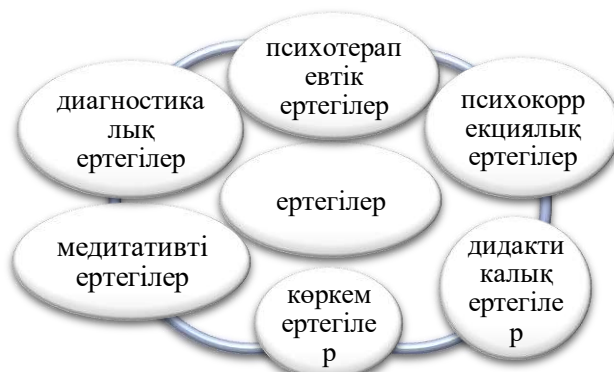 психотерап
евтік
ертегілер
психокорр
екциялық
ертегілер
дидакти
калық
ертегіле
р
көркем
ертегіле
р
медитативті
ертегілер
диагностика
лық
ертегілер
ертегілер